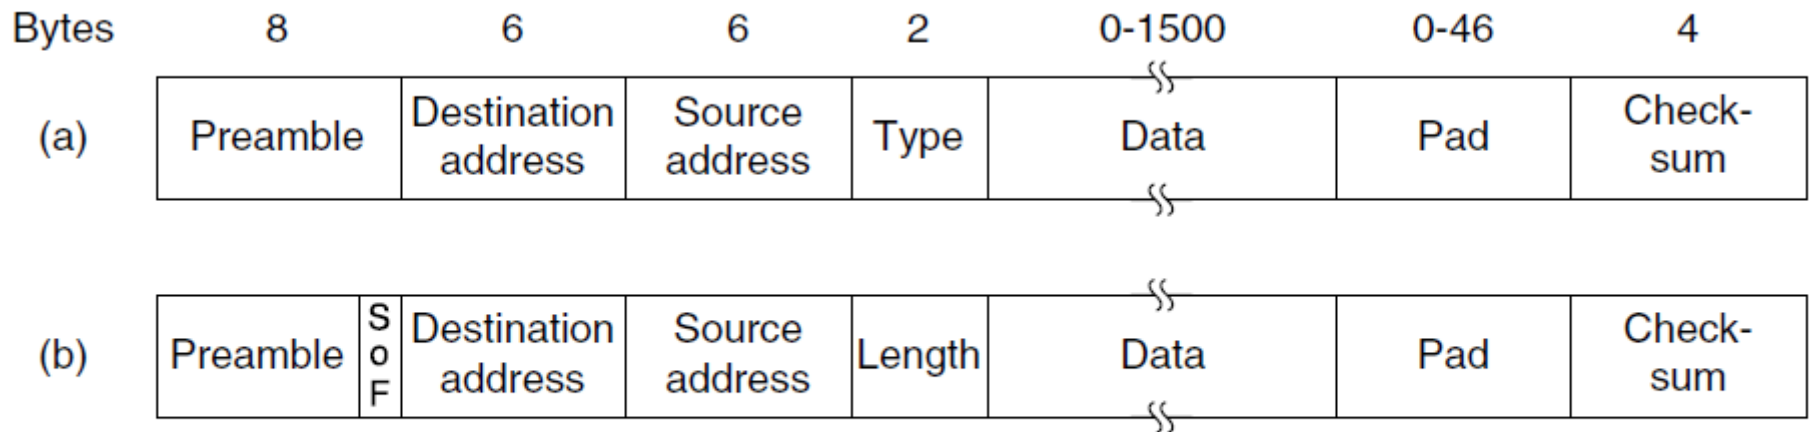 Bytes 8 6 6 2 0-1500 0-46 4
(a) Preamble Destination address Source address Type Data Pad Check-sum
(b) Preamble SoF Destination address Source address Length Data Pad Check-sum